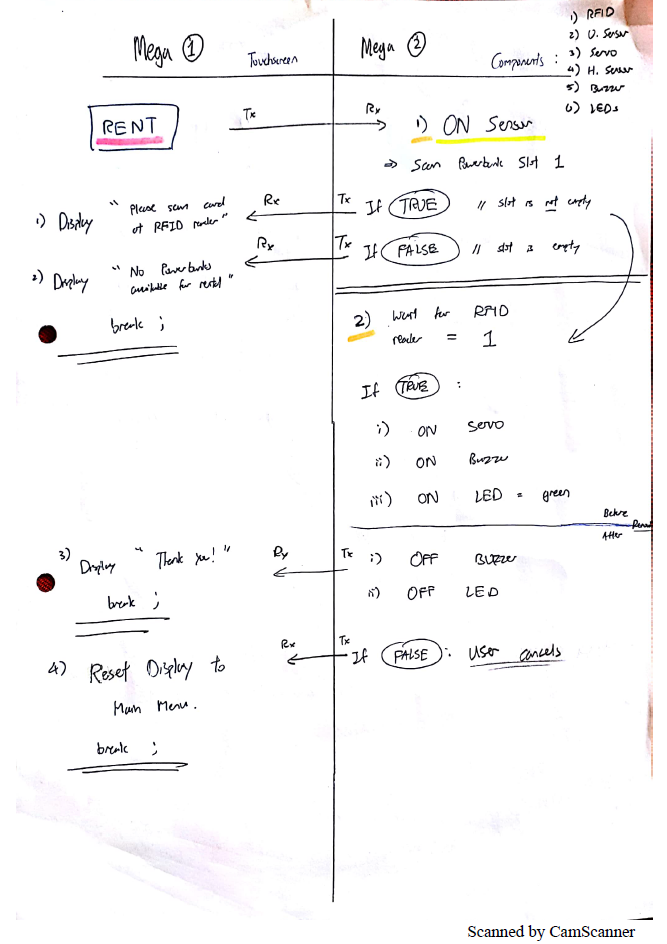 Mega ①
Touchscreen
Mega ②
Components :
1) RFID
2) U. Sensor
3) Servo
4) H. Sensor
5) Buzzer
6) LEDs
RENT
Tx
Rx
1) ON Sensor
⇒ Scan Powerbank Slot 1
1) Display "Please scan card
at RFID reader"
Rx
Tx
If TRUE // slot is not empty
Rx
Tx
If FALSE // slot is empty
2) Display "No Powerbanks
available for rental"
break ;
2) Wait for RFID
reader = 1
If TRUE :
i) ON Servo
ii) ON Buzzer
iii) ON LED = green
Before
After
3) Display "Thank you!"
Rx
Tx
i) OFF Buzzer
ii) OFF LED
break ;
4) Reset Display to
Main Menu.
Rx
Tx
If FALSE : User cancels
break ;
Scanned by CamScanner